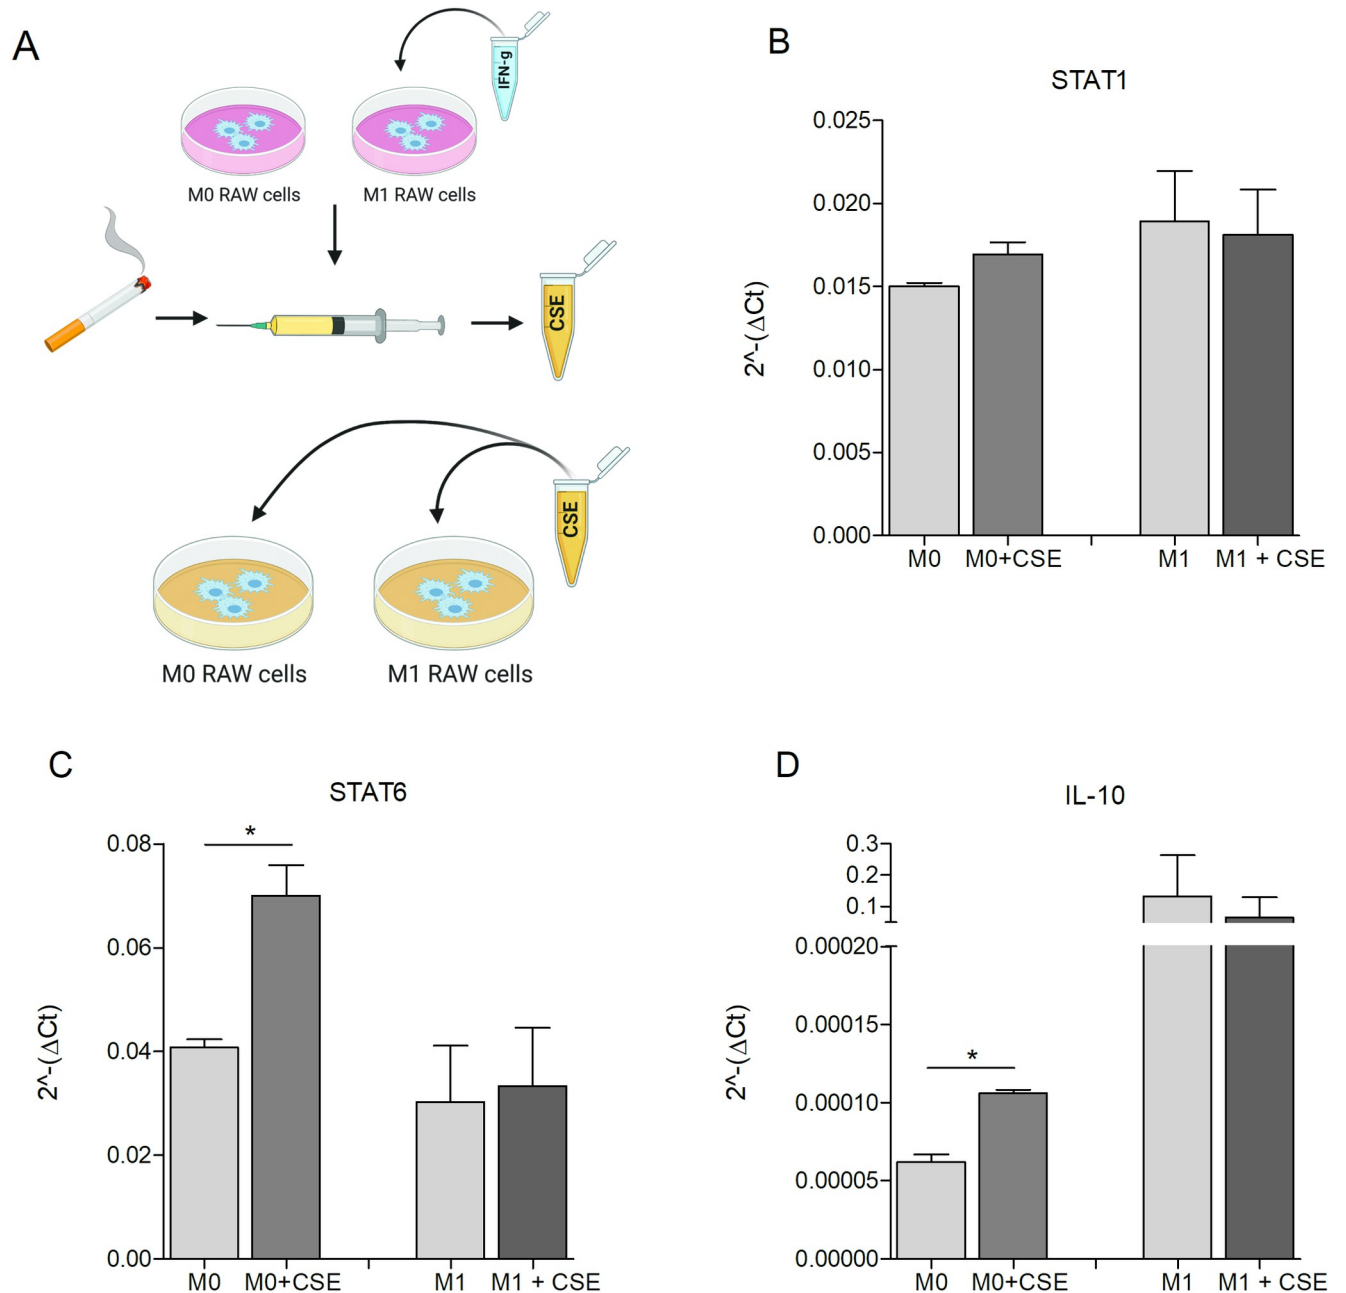 A
IFN-g
M0 RAW cells
M1 RAW cells
CSE
CSE
M0 RAW cells
M1 RAW cells
B
STAT1
2^-(ΔCt)
0.025
0.020
0.015
0.010
0.005
0.000
M0
M0+CSE
M1
M1 + CSE
C
STAT6
2^-(ΔCt)
*
0.08
0.06
0.04
0.02
0.00
M0
M0+CSE
M1
M1 + CSE
D
IL-10
2^-(ΔCt)
0.3
0.2
0.1
0.00020
0.00015
*
0.00010
0.00005
0.00000
M0
M0+CSE
M1
M1 + CSE